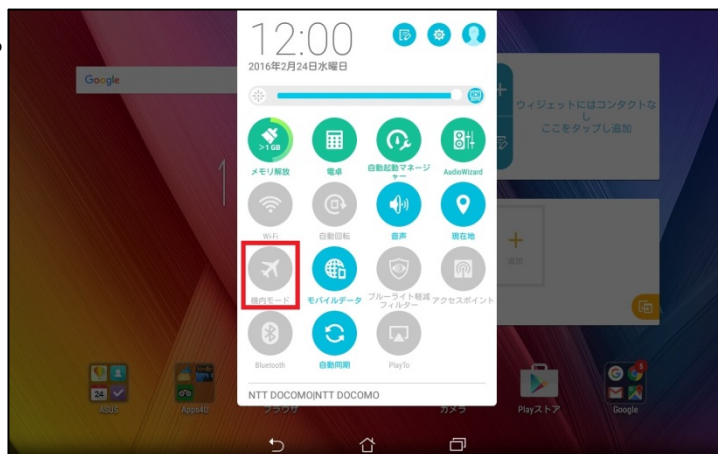 12:00
2016年2月24日水曜日
Google
ウィジェットにはコンタクトな
し
ここをタップし追加
>1 GB
メモリ解放
電卓
自動起動マネージ
ャー
AudioWizard
Wi-Fi
自動回転
音声
現在地
追加
機内モード
モバイルデータ
ブルーライト軽減
フィルター
アクセスポイント
Bluetooth
自動同期
PlayTo
24
NTT DOCOMO|NTT DOCOMO
ASUS
Apps4U
ブラウザ
カメラ
Playストア
Google